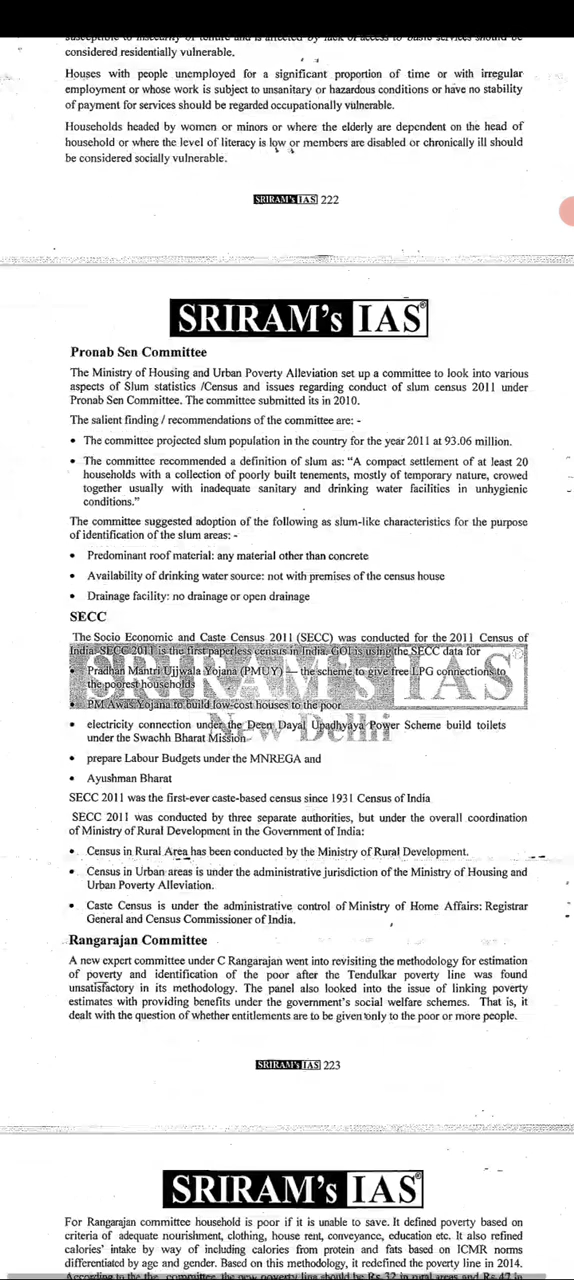 susceptible to insecurity of tenure and is affected by lack of access to basic services should be
considered residentially vulnerable.
Houses with people unemployed for a significant proportion of time or with irregular
employment or whose work is subject to unsanitary or hazardous conditions or have no stability
of payment for services should be regarded occupationally vulnerable.
Households headed by women or minors or where the elderly are dependent on the head of
household or where the level of literacy is low or members are disabled or chronically ill should
be considered socially vulnerable.
SRIRAM's IAS 222
SRIRAM's IAS®
Pronab Sen Committee
The Ministry of Housing and Urban Poverty Alleviation set up a committee to look into various
aspects of Slum statistics /Census and issues regarding conduct of slum census 2011 under
Pronab Sen Committee. The committee submitted its in 2010.
The salient finding / recommendations of the committee are: -
• The committee projected slum population in the country for the year 2011 at 93.06 million.
• The committee recommended a definition of slum as: "A compact settlement of at least 20
households with a collection of poorly built tenements, mostly of temporary nature, crowed
together usually with inadequate sanitary and drinking water facilities in unhygienic
conditions."
The committee suggested adoption of the following as slum-like characteristics for the purpose
of identification of the slum areas: -
• Predominant roof material: any material other than concrete
• Availability of drinking water source: not with premises of the census house
• Drainage facility: no drainage or open drainage
SECC
The Socio Economic and Caste Census 2011 (SECC) was conducted for the 2011 Census of
India. SECC 2011 is the first paperless census in India. GOI is using the SECC data for
• Pradhan Mantri Ujjwala Yojana (PMUY) — the scheme to give free LPG connections to
the poorest households
• PM Awas Yojana to build low-cost houses to the poor
SRIRAM's IAS®
New Delhi
• electricity connection under the Deen Dayal Upadhyaya Power Scheme build toilets
under the Swachh Bharat Mission
• prepare Labour Budgets under the MNREGA and
• Ayushman Bharat
SECC 2011 was the first-ever caste-based census since 1931 Census of India
SECC 2011 was conducted by three separate authorities, but under the overall coordination
of Ministry of Rural Development in the Government of India:
• Census in Rural Area has been conducted by the Ministry of Rural Development.
• Census in Urban areas is under the administrative jurisdiction of the Ministry of Housing and
Urban Poverty Alleviation.
• Caste Census is under the administrative control of Ministry of Home Affairs: Registrar
General and Census Commissioner of India.
Rangarajan Committee
A new expert committee under C Rangarajan went into revisiting the methodology for estimation
of poverty and identification of the poor after the Tendulkar poverty line was found
unsatisfactory in its methodology. The panel also looked into the issue of linking poverty
estimates with providing benefits under the government's social welfare schemes. That is, it
dealt with the question of whether entitlements are to be given only to the poor or more people.
SRIRAM's IAS 223
SRIRAM's IAS®
For Rangarajan committee household is poor if it is unable to save. It defined poverty based on
criteria of adequate nourishment, clothing, house rent, conveyance, education etc. It also refined
calories' intake by way of including calories from protein and fats based on ICMR norms
differentiated by age and gender. Based on this methodology, it redefined the poverty line in 2014.
According to the committee, the new poverty line should be Rs 32 in rural areas and Rs 47 in